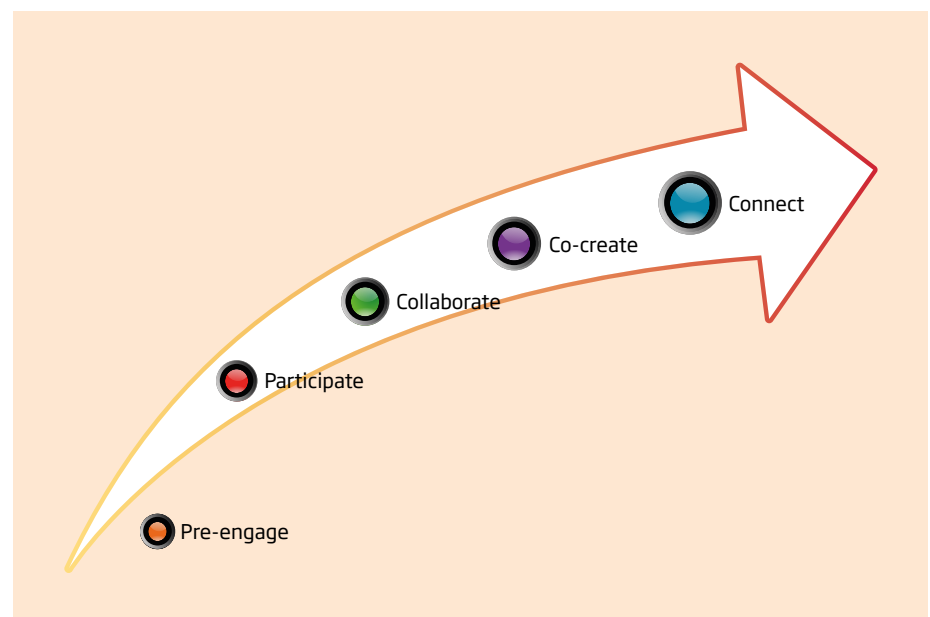 Connect
Co-create
Collaborate
Participate
Pre-engage